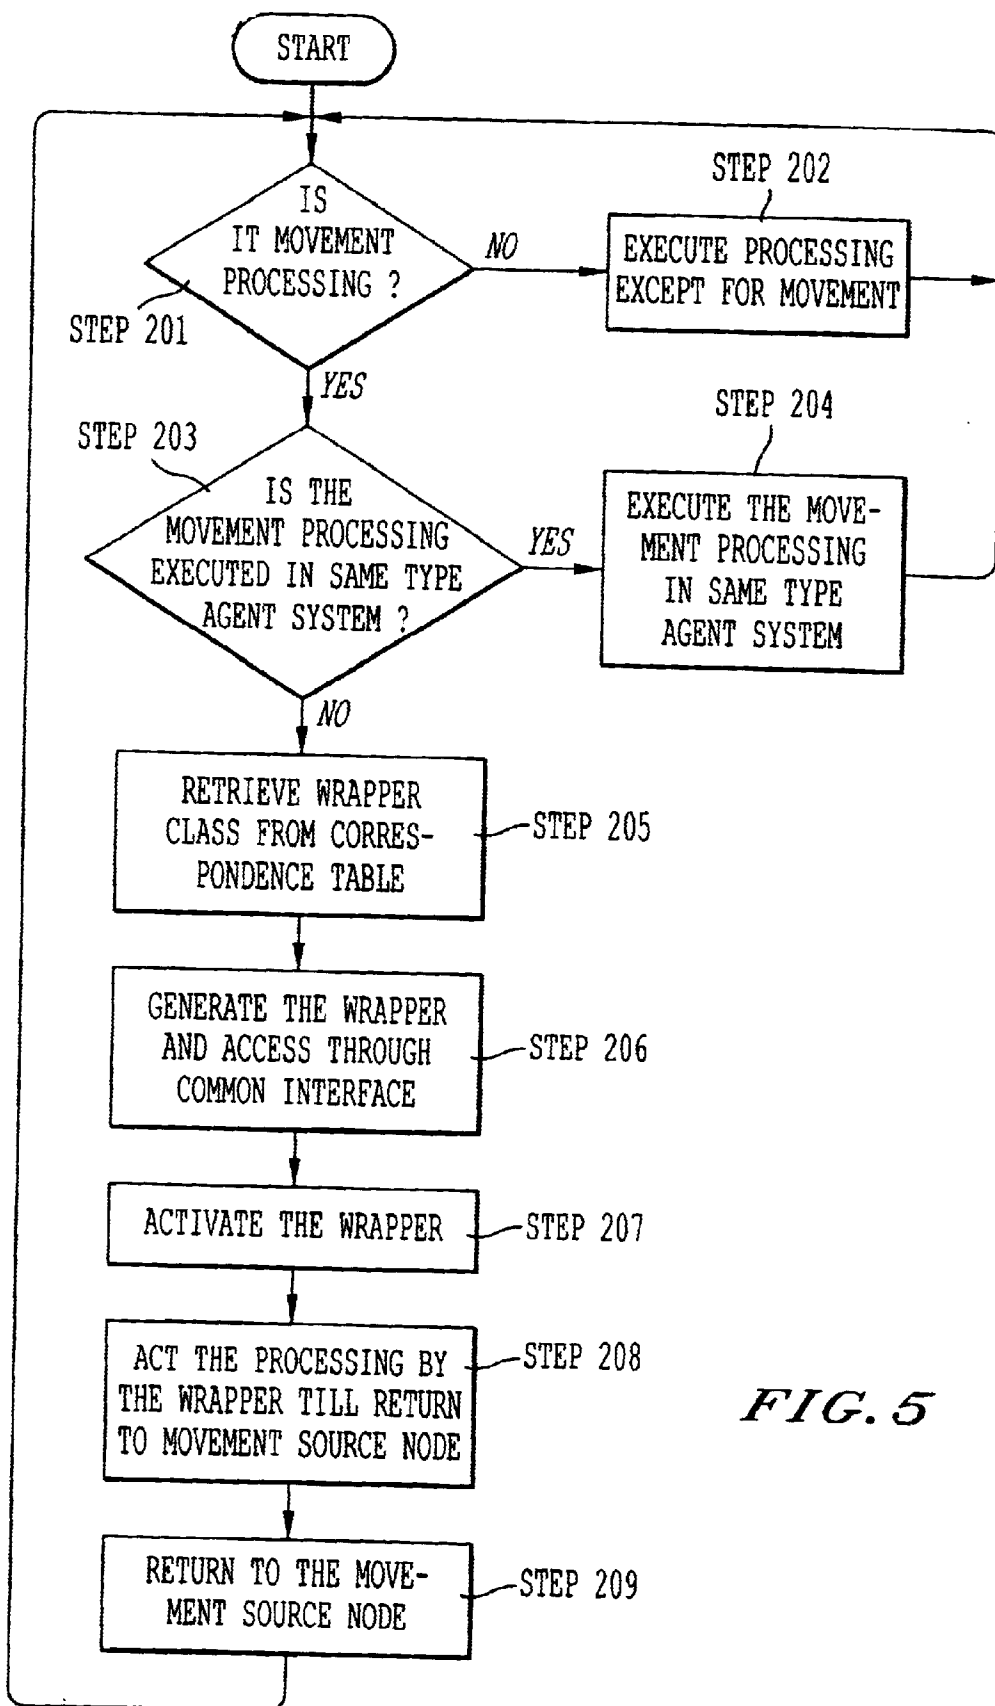 START
STEP 202
IS
IT MOVEMENT
PROCESSING ?
NO
EXECUTE PROCESSING
EXCEPT FOR MOVEMENT
STEP 201
YES
STEP 204
STEP 203
IS THE
MOVEMENT PROCESSING
EXECUTED IN SAME TYPE
AGENT SYSTEM ?
YES
EXECUTE THE MOVE-
MENT PROCESSING
IN SAME TYPE
AGENT SYSTEM
NO
RETRIEVE WRAPPER
CLASS FROM CORRES-
PONDENCE TABLE
STEP 205
GENERATE THE WRAPPER
AND ACCESS THROUGH
COMMON INTERFACE
STEP 206
ACTIVATE THE WRAPPER
STEP 207
ACT THE PROCESSING BY
THE WRAPPER TILL RETURN
TO MOVEMENT SOURCE NODE
STEP 208
FIG. 5
RETURN TO THE MOVE-
MENT SOURCE NODE
STEP 209